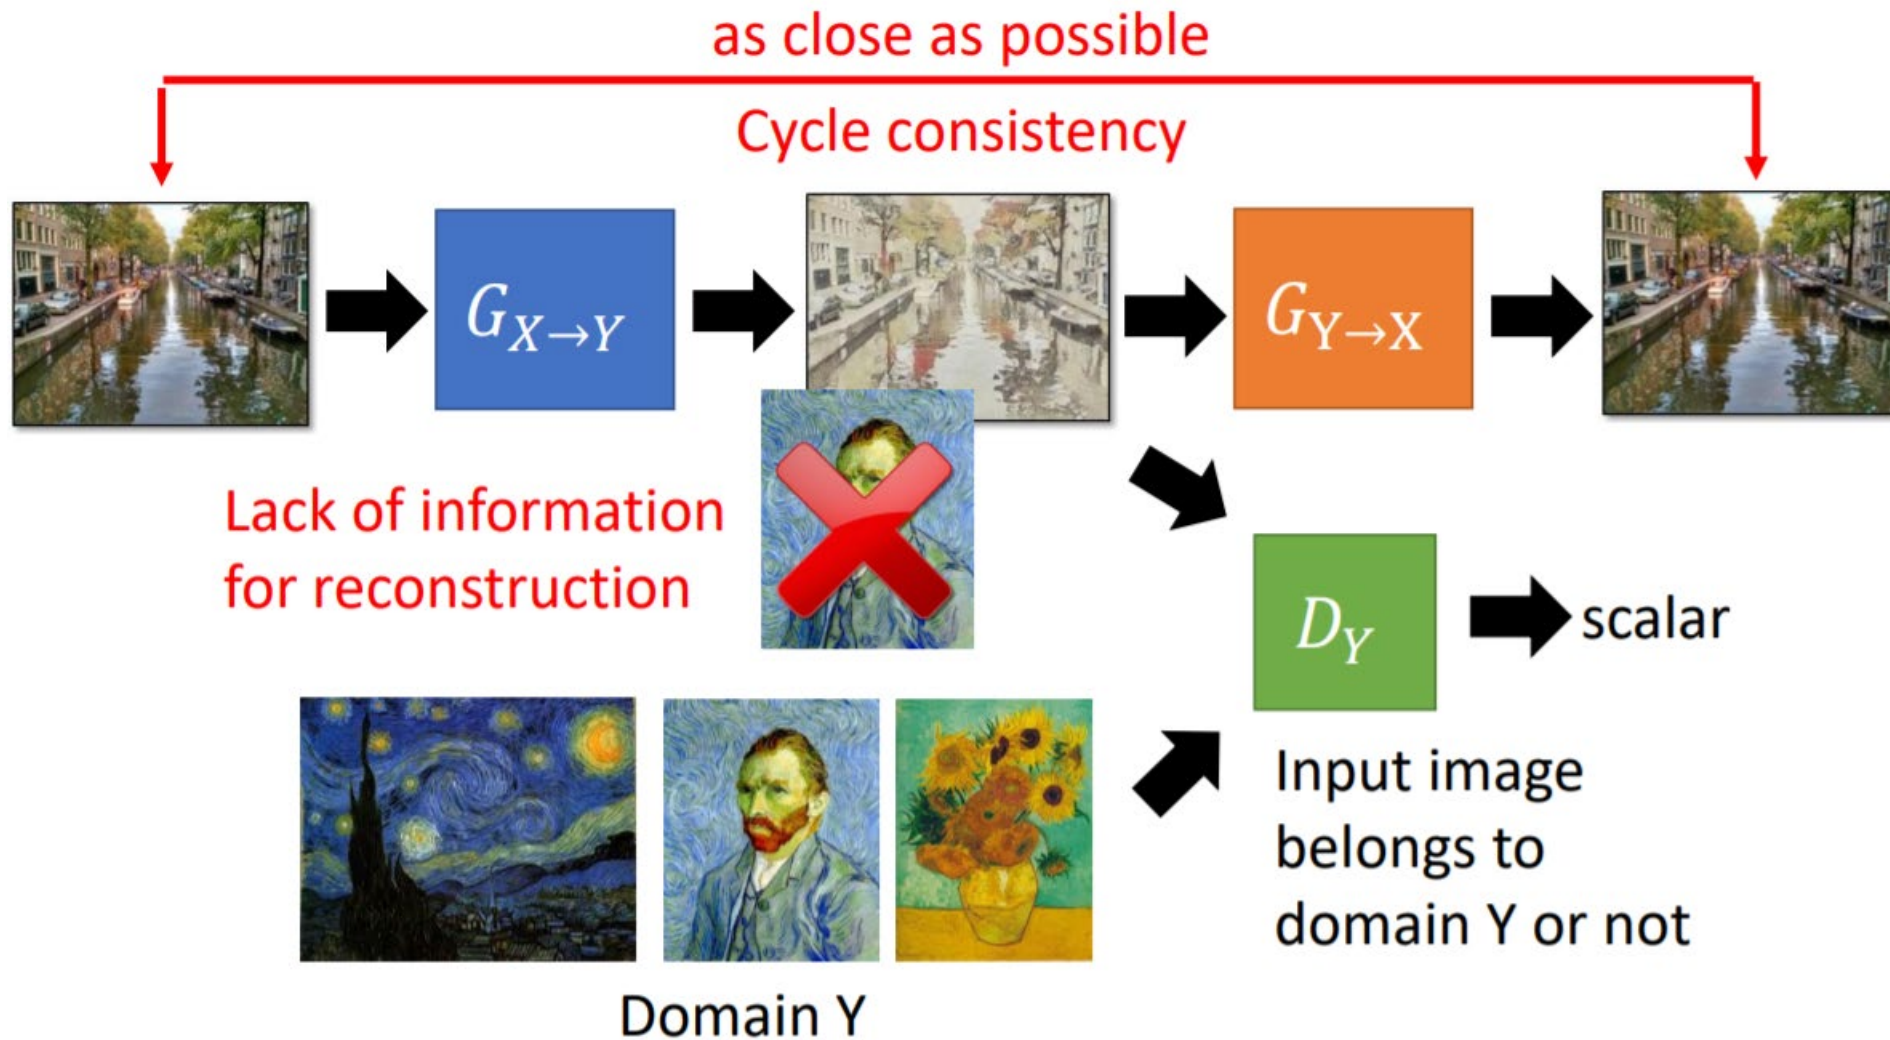 as close as possible
Cycle consistency
G_{X→Y}
G_{Y→X}
Lack of information
for reconstruction
D_Y
scalar
Input image
belongs to
domain Y or not
Domain Y